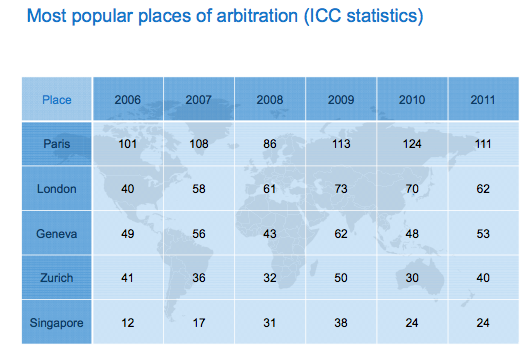 Most popular places of arbitration (ICC statistics)
Place 2006 2007 2008 2009 2010 2011
Paris 101 108 86 113 124 111
London 40 58 61 73 70 62
Geneva 49 56 43 62 48 53
Zurich 41 36 32 50 30 40
Singapore 12 17 31 38 24 24